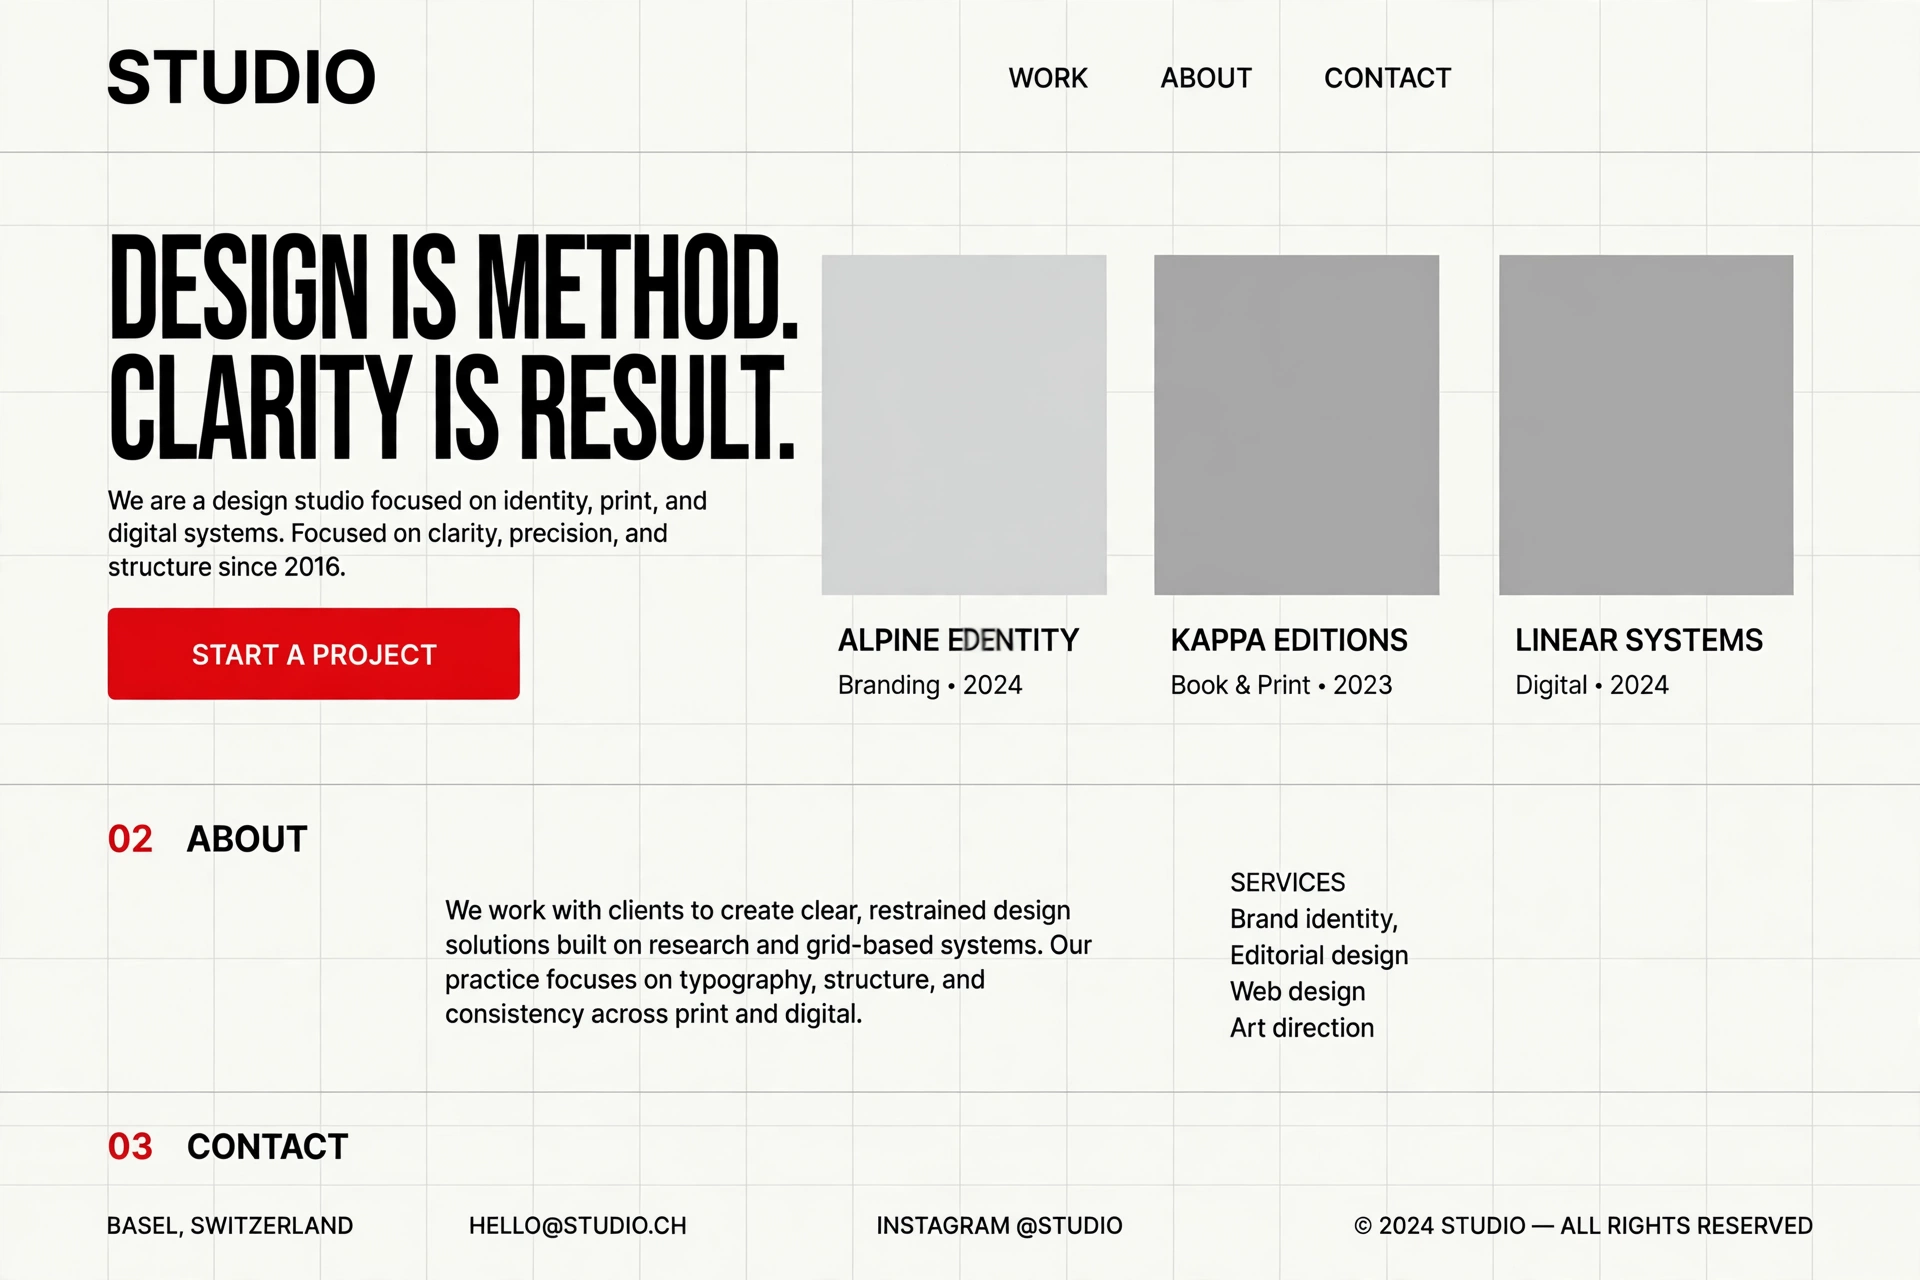 STUDIO
WORK ABOUT CONTACT
DESIGN IS METHOD.
CLARITY IS RESULT.
We are a design studio focused on identity, print, and
digital systems. Focused on clarity, precision, and
structure since 2016.
START A PROJECT
ALPINE EDENTITY
Branding • 2024
KAPPA EDITIONS
Book & Print • 2023
LINEAR SYSTEMS
Digital • 2024
02 ABOUT
We work with clients to create clear, restrained design
solutions built on research and grid-based systems. Our
practice focuses on typography, structure, and
consistency across print and digital.
SERVICES
Brand identity,
Editorial design
Web design
Art direction
03 CONTACT
BASEL, SWITZERLAND HELLO@STUDIO.CH INSTAGRAM @STUDIO © 2024 STUDIO — ALL RIGHTS RESERVED